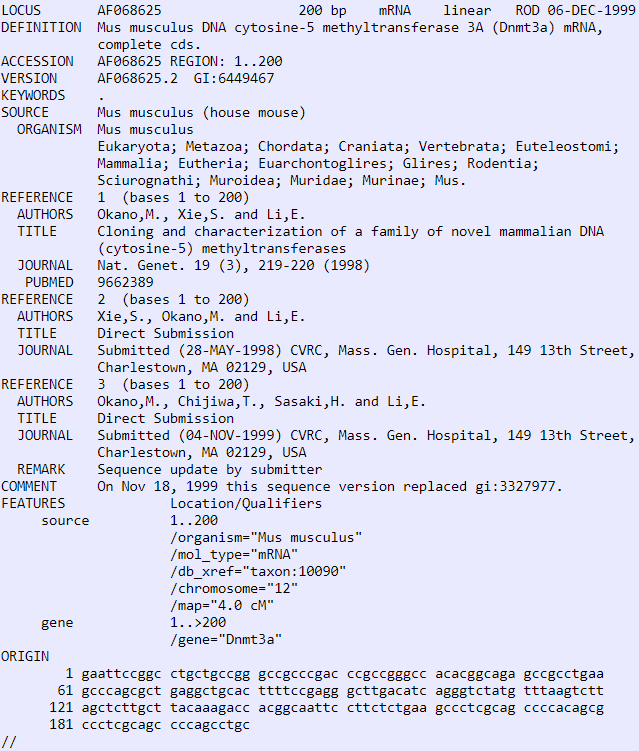 LOCUS       AF068625                 200 bp    mRNA    linear   ROD 06-DEC-1999
DEFINITION  Mus musculus DNA cytosine-5 methyltransferase 3A (Dnmt3a) mRNA,
            complete cds.
ACCESSION   AF068625 REGION: 1..200
VERSION     AF068625.2  GI:6449467
KEYWORDS    .
SOURCE      Mus musculus (house mouse)
  ORGANISM  Mus musculus
            Eukaryota; Metazoa; Chordata; Craniata; Vertebrata; Euteleostomi;
            Mammalia; Eutheria; Euarchontoglires; Glires; Rodentia;
            Sciurognathi; Muroidea; Muridae; Murinae; Mus.
REFERENCE   1  (bases 1 to 200)
  AUTHORS   Okano,M., Xie,S. and Li,E.
  TITLE     Cloning and characterization of a family of novel mammalian DNA
            (cytosine-5) methyltransferases
  JOURNAL   Nat. Genet. 19 (3), 219-220 (1998)
   PUBMED   9662389
REFERENCE   2  (bases 1 to 200)
  AUTHORS   Xie,S., Okano,M. and Li,E.
  TITLE     Direct Submission
  JOURNAL   Submitted (28-MAY-1998) CVRC, Mass. Gen. Hospital, 149 13th Street,
            Charlestown, MA 02129, USA
REFERENCE   3  (bases 1 to 200)
  AUTHORS   Okano,M., Chijiwa,T., Sasaki,H. and Li,E.
  TITLE     Direct Submission
  JOURNAL   Submitted (04-NOV-1999) CVRC, Mass. Gen. Hospital, 149 13th Street,
            Charlestown, MA 02129, USA
  REMARK    Sequence update by submitter
COMMENT     On Nov 18, 1999 this sequence version replaced gi:3327977.
FEATURES             Location/Qualifiers
     source          1..200
                     /organism="Mus musculus"
                     /mol_type="mRNA"
                     /db_xref="taxon:10090"
                     /chromosome="12"
                     /map="4.0 cM"
     gene            1..>200
                     /gene="Dnmt3a"
ORIGIN
        1 gaattccggc ctgctgccgg gccgcccgac ccgccgggcc acacggcaga gccgcctgaa
       61 gcccagcgct gaggctgcac ttttccgagg gcttgacatc agggtctatg tttaagtctt
      121 agctcttgct tacaaagacc acggcaattc cttctctgaa gccctcgcag ccccacagcg
      181 ccctcgcagc cccagcctgc
//